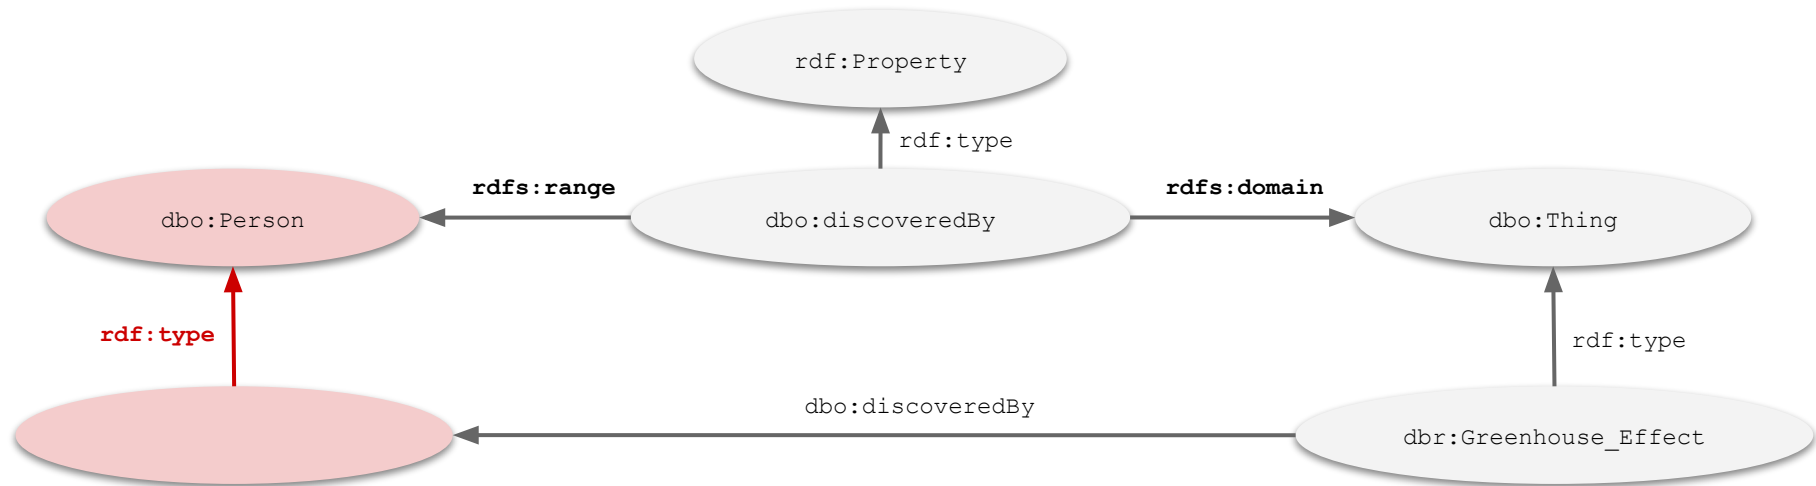 rdf:Property
rdf:type
rdfs:range
rdfs:domain
dbo:Person
dbo:discoveredBy
dbo:Thing
rdf:type
rdf:type
dbo:discoveredBy
dbr:Greenhouse_Effect